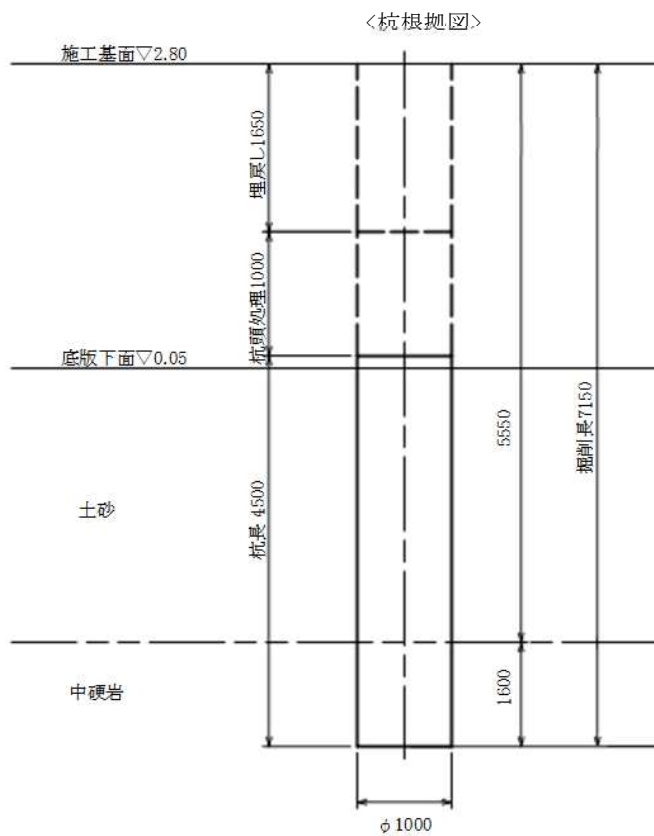 <杭根拠図>
施工基面▽2.80
埋戻し1650
杭頭処理1000
底版下面▽0.05
5550
掘削長7150
土砂
杭長 4500
中硬岩
1600
φ1000